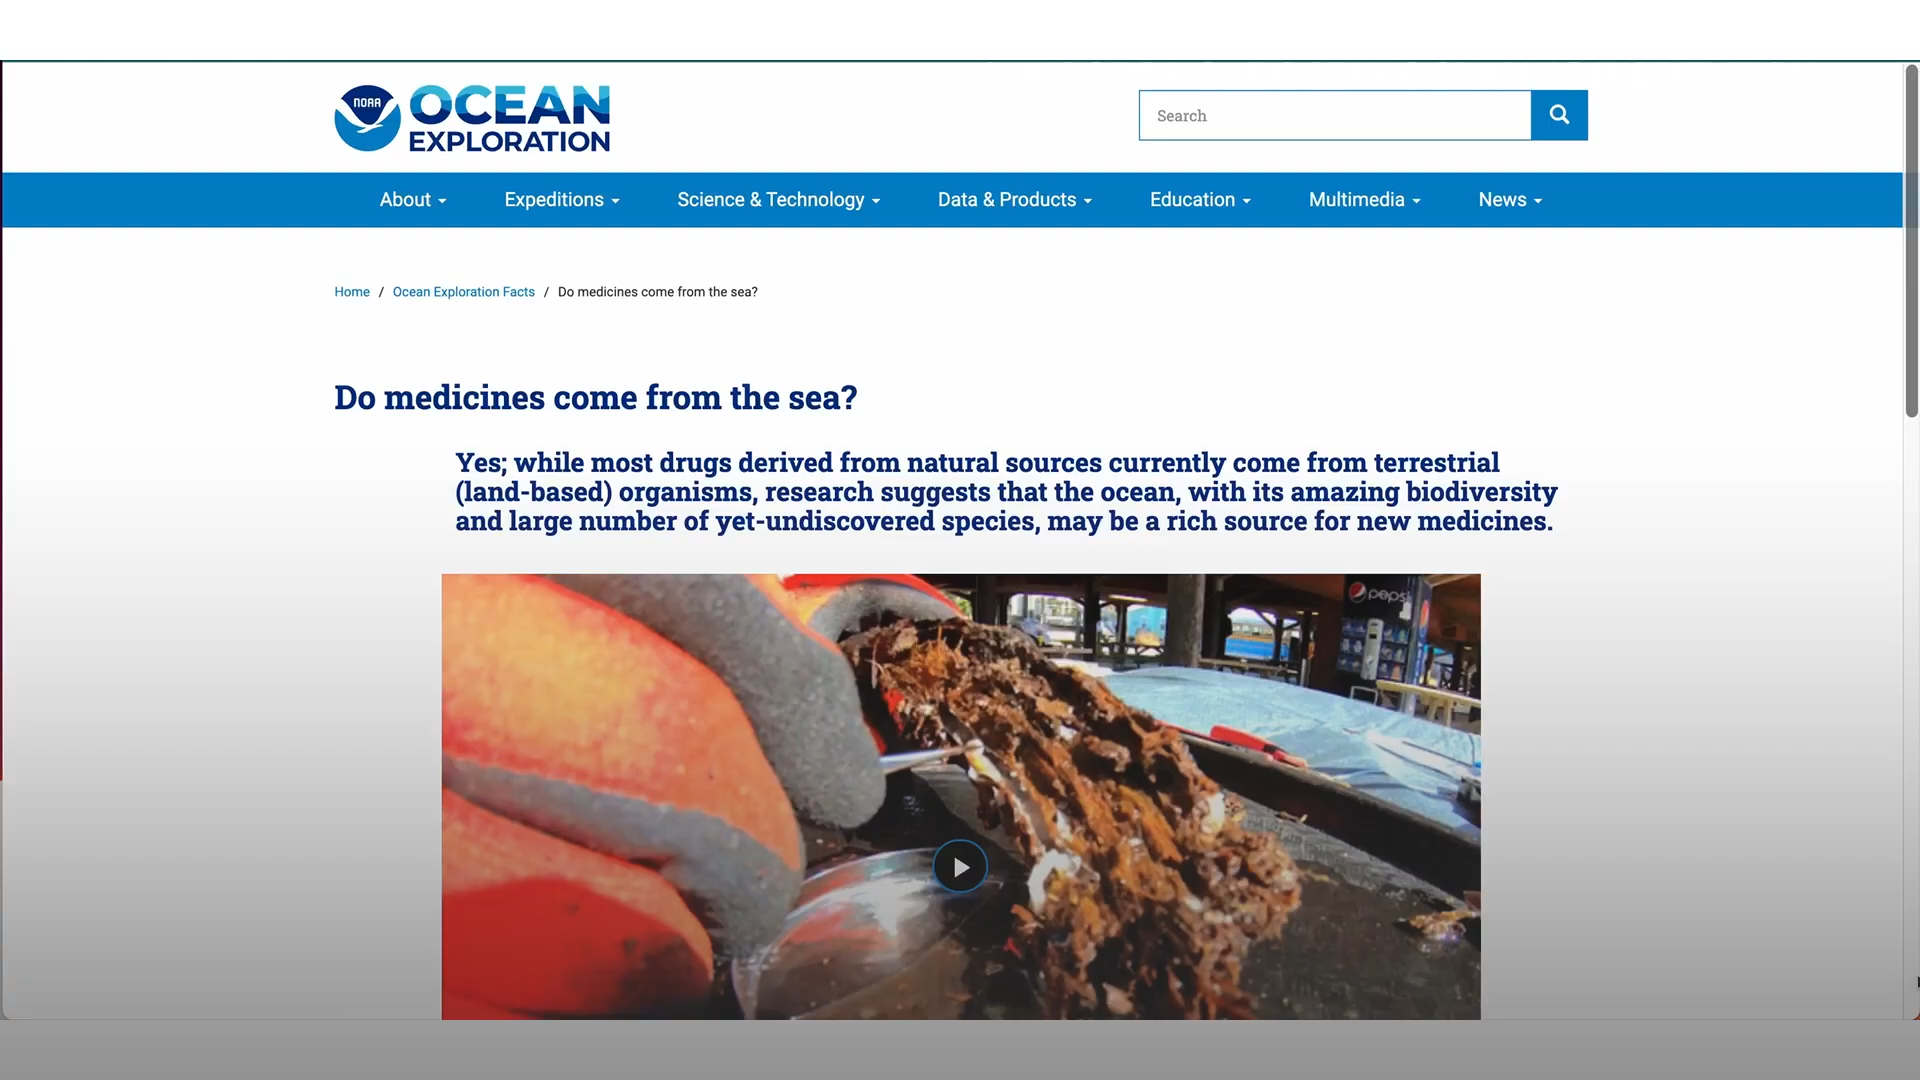 NOAA
OCEAN
EXPLORATION
Search
About
Expeditions
Science & Technology
Data & Products
Education
Multimedia
News
Home / Ocean Exploration Facts / Do medicines come from the sea?
Do medicines come from the sea?
Yes; while most drugs derived from natural sources currently come from terrestrial
(land-based) organisms, research suggests that the ocean, with its amazing biodiversity
and large number of yet-undiscovered species, may be a rich source for new medicines.
pepsi